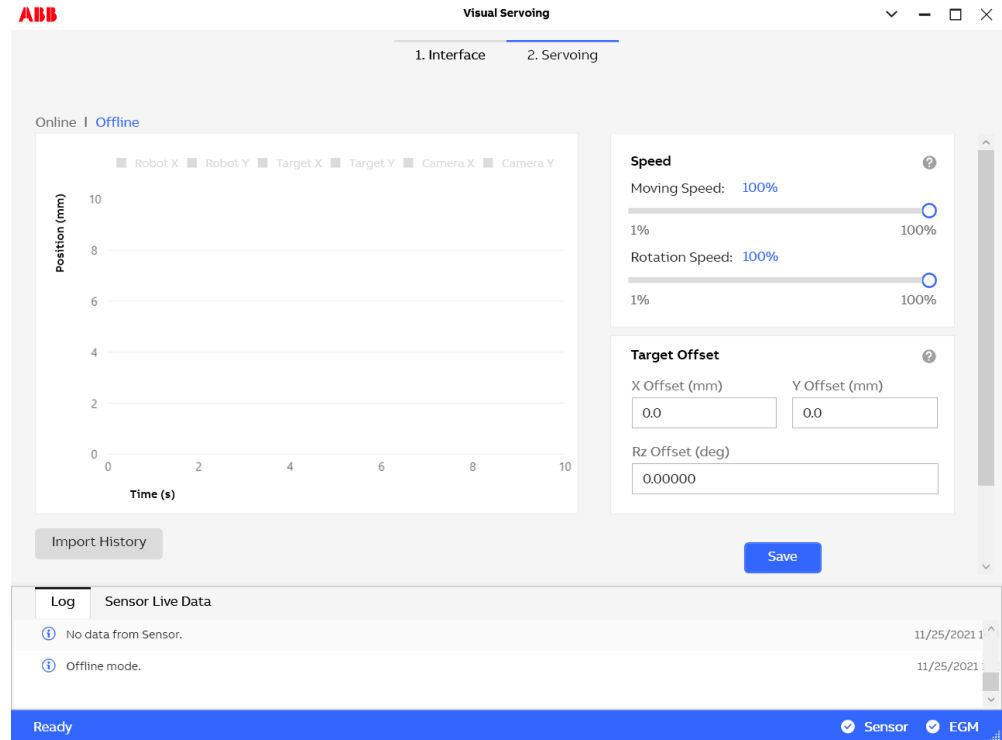 ABB
Visual Servoing
1. Interface
2. Servoing
Online | Offline
Robot X Robot Y Target X Target Y Camera X Camera Y
Position (mm)
10
8
6
4
2
0
0 2 4 6 8 10
Time (s)
Import History
Speed
Moving Speed: 100%
1% 100%
Rotation Speed: 100%
1% 100%
Target Offset
X Offset (mm) Y Offset (mm)
0.0 0.0
Rz Offset (deg)
0.00000
Save
Log Sensor Live Data
No data from Sensor. 11/25/2021 1
Offline mode. 11/25/2021
Ready Sensor EGM